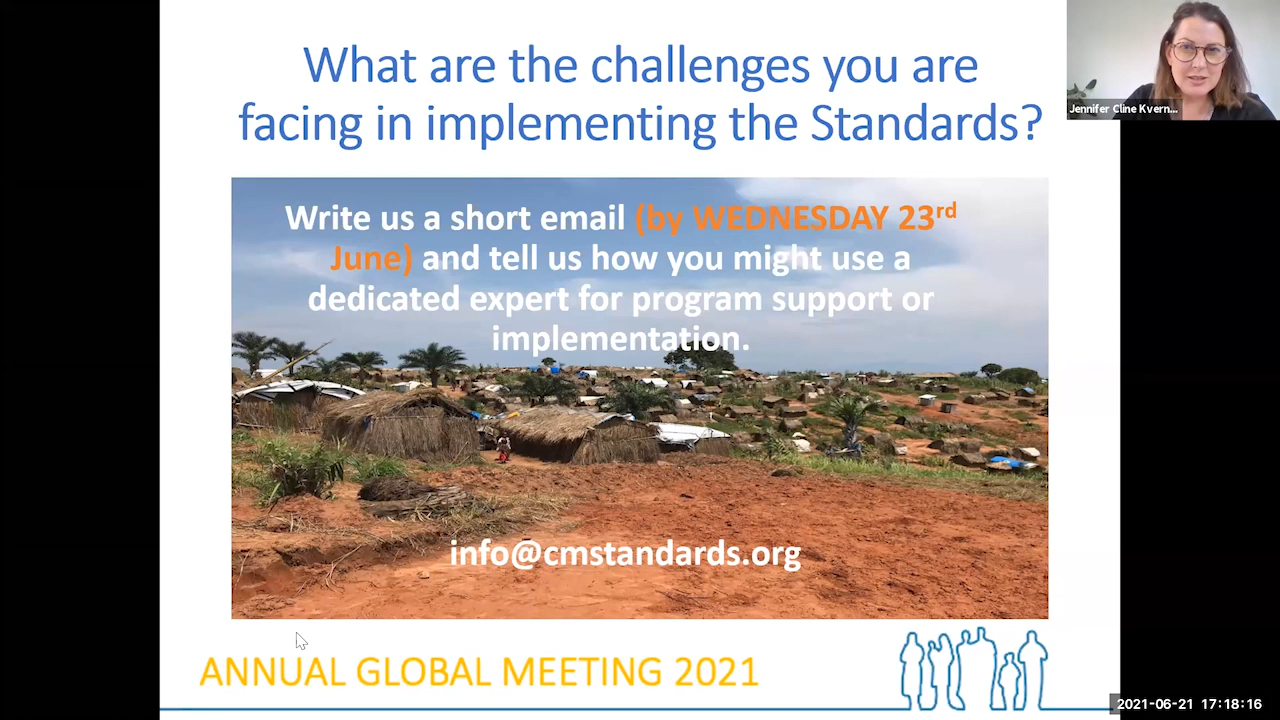 What are the challenges you are
facing in implementing the Standards?
Jennifer Cline Kvern...
Write us a short email (by WEDNESDAY 23rd
June) and tell us how you might use a
dedicated expert for program support or
implementation.
info@cmstandards.org
ANNUAL GLOBAL MEETING 2021
2021-06-21 17:18:16